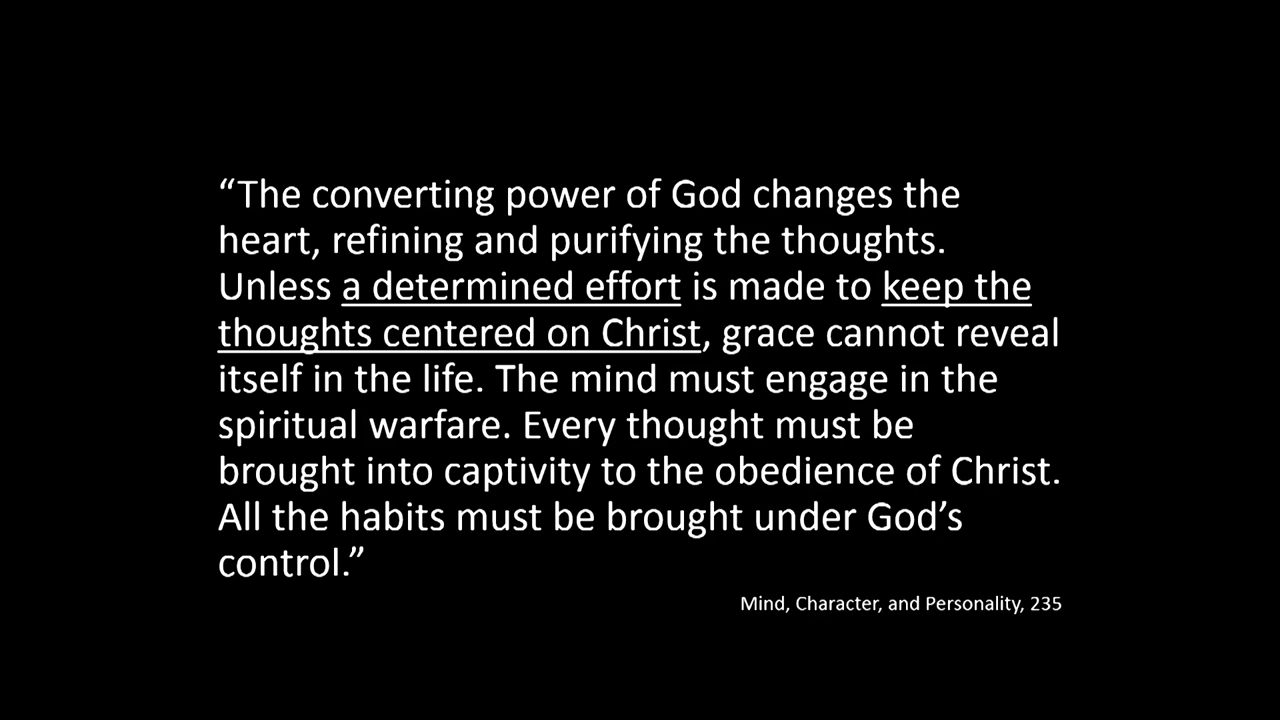 “The converting power of God changes the
heart, refining and purifying the thoughts.
Unless a determined effort is made to keep the
thoughts centered on Christ, grace cannot reveal
itself in the life. The mind must engage in the
spiritual warfare. Every thought must be
brought into captivity to the obedience of Christ.
All the habits must be brought under God’s
control.”
Mind, Character, and Personality, 235